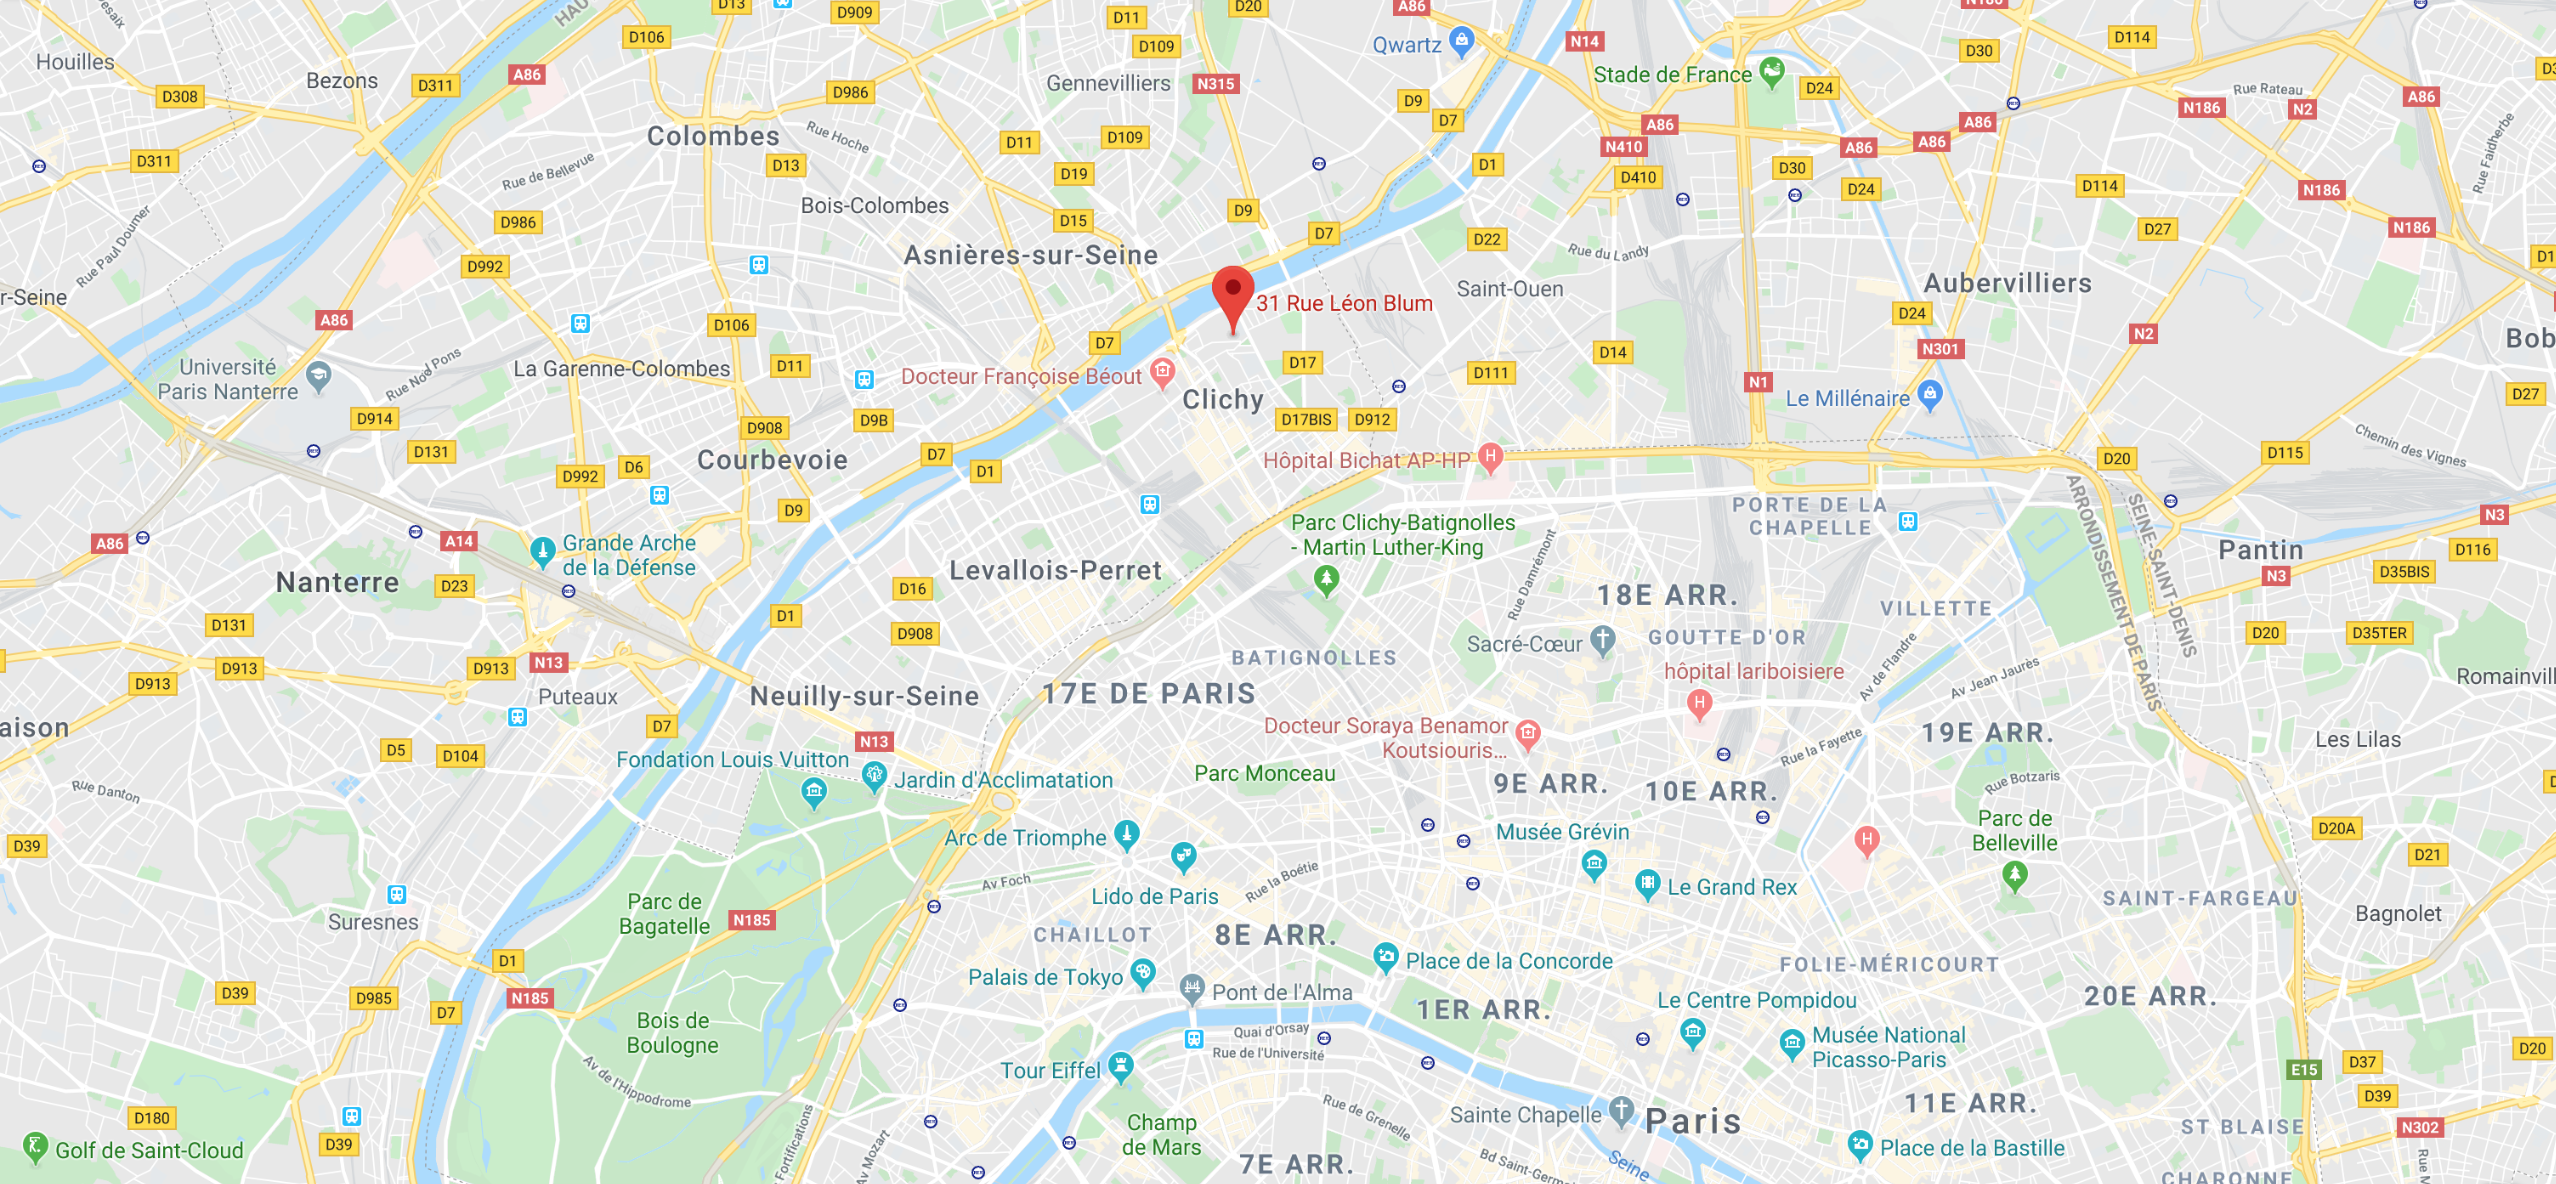 Desaix
HAU
D13
D909
D11
D20
A86
N186
Houilles
D106
D109
Qwartz
N14
D30
D114
Bezons
D311
A86
Gennevilliers
N315
Stade de France
D24
Rue Rateau
D308
D986
D9
D7
N186
N2
A86
Colombes
Rue Hoche
D11
D109
A86
A86
A86
A86
N410
D311
Rue de Bellevue
D13
D19
D1
D410
D30
D24
D114
N186
Rue Faidherbe
Bois-Colombes
D986
D15
D9
D7
D22
D27
N186
Rue Paul Doumer
Asnières-sur-Seine
Rue du Landy
D992
r-Seine
31 Rue Léon Blum
Saint-Ouen
Aubervilliers
D24
A86
D106
D7
N2
Bob
Université
Paris Nanterre
Rue Noël Pons
La Garenne-Colombes
D11
Docteur Françoise Béout
D17
D111
D14
N301
N1
Le Millénaire
D27
Clichy
D914
D908
D9B
D17BIS
D912
Chemin des Vignes
D131
Courbevoie
D7
D1
Hôpital Bichat AP-HP
D20
D115
D992
D6
D9
PORTE DE LA
CHAPELLE
ARRONDISSEMENT DE PARIS
SEINE-SAINT-DENIS
N3
A86
A14
Grande Arche
de la Défense
Parc Clichy-Batignolles
- Martin Luther-King
Pantin
D116
Nanterre
D23
Levallois-Perret
D16
Rue Damrémont
18E ARR.
VILLETTE
N3
D35BIS
D131
D1
D908
BATIGNOLLES
Sacré-Cœur
GOUTTE D'OR
D20
D35TER
D913
D913
D913
N13
hôpital lariboisiere
Av de Flandre
Av Jean Jaurès
Romainvill
Puteaux
Neuilly-sur-Seine
17E DE PARIS
aison
D7
Docteur Soraya Benamor
Koutsiouris...
19E ARR.
Les Lilas
D5
D104
N13
Rue la Fayette
Fondation Louis Vuitton
Jardin d'Acclimatation
Parc Monceau
9E ARR.
10E ARR.
Rue Botzaris
Rue Danton
Parc de
Belleville
D39
Arc de Triomphe
Musée Grévin
D20A
D21
Av Foch
Lido de Paris
Rue la Boétie
Le Grand Rex
SAINT-FARGEAU
Bagnolet
Suresnes
Parc de
Bagatelle
N185
CHAILLOT
8E ARR.
D1
Palais de Tokyo
Place de la Concorde
FOLIE-MÉRICOURT
D39
D985
D7
N185
Pont de l'Alma
1ER ARR.
Le Centre Pompidou
20E ARR.
Bois de
Boulogne
Quai d'Orsay
Rue de l'Université
Musée National
Picasso-Paris
D20
Av de l'Hippodrome
Tour Eiffel
E15
D37
D39
D180
D39
Fortifications
Av Mozart
Champ
de Mars
Rue de Grenelle
Sainte Chapelle
Paris
11E ARR.
ST BLAISE
N302
Golf de Saint-Cloud
7E ARR.
Bd Saint-Germ
Seine
Place de la Bastille
CHARONNE
Rue M